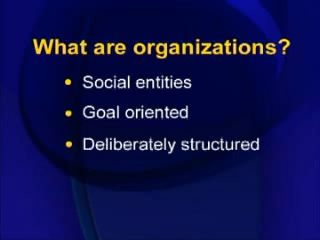 What are organizations?
• Social entities
• Goal oriented
• Deliberately structured